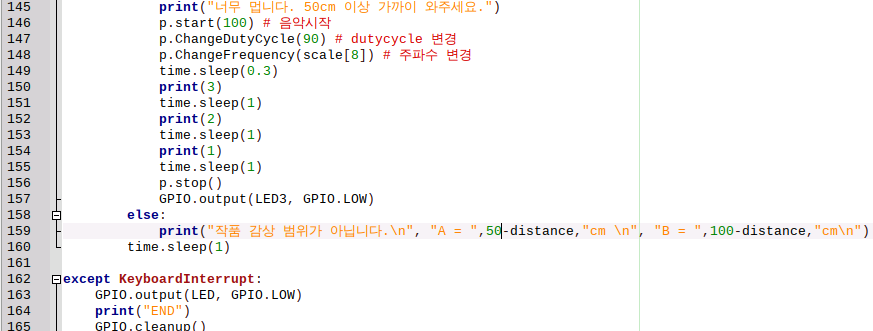 145 print("너무 멉니다. 50cm 이상 가까이 와주세요.")
146 p.start(100) # 음악시작
147 p.ChangeDutyCycle(90) # dutycycle 변경
148 p.ChangeFrequency(scale[8]) # 주파수 변경
149 time.sleep(0.3)
150 print(3)
151 time.sleep(1)
152 print(2)
153 time.sleep(1)
154 print(1)
155 time.sleep(1)
156 p.stop()
157 GPIO.output(LED3, GPIO.LOW)
158 else:
159 print("작품 감상 범위가 아닙니다.\n", "A = ",50-distance,"cm \n", "B = ",100-distance,"cm\n")
160 time.sleep(1)
161
162 except KeyboardInterrupt:
163 GPIO.output(LED, GPIO.LOW)
164 print("END")
165 GPIO.cleanup()